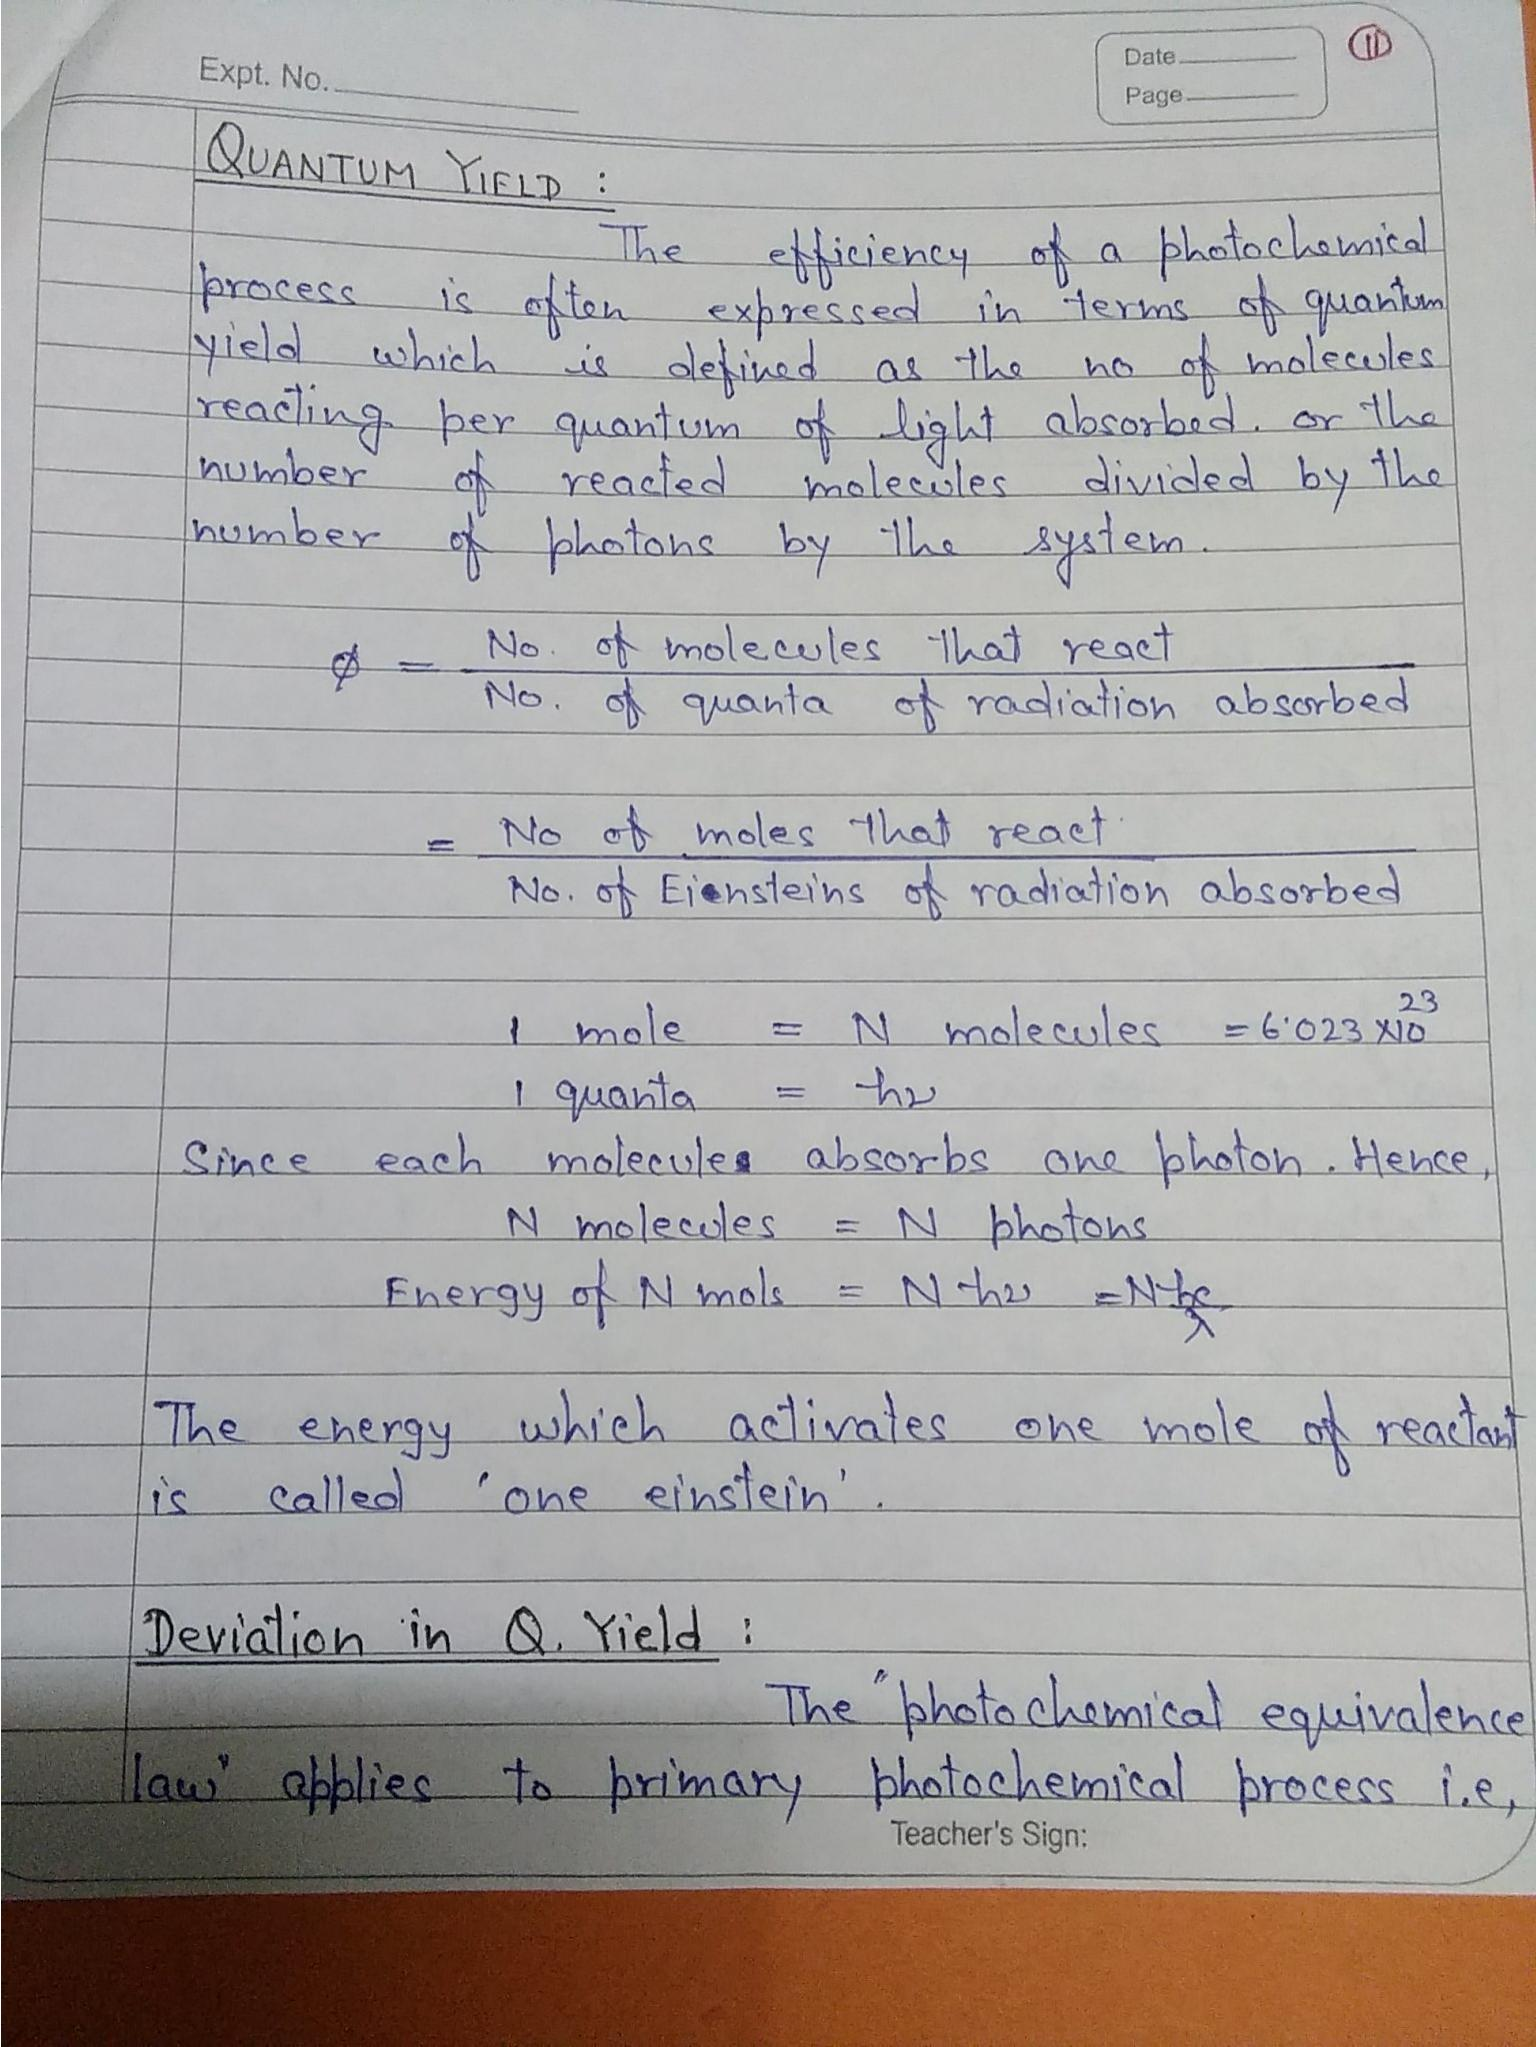 Expt. No.
Date
Page
11
QUANTUM YIELD :
The efficiency of a photochemical
process is often expressed in terms of quantum
yield which is defined as the no of molecules
reacting per quantum of light absorbed. or the
number of reacted molecules divided by the
number of photons by the system.
ø = No. of molecules that react
No. of quanta of radiation absorbed
= No of moles that react
No. of Eiensteins of radiation absorbed
1 mole = N molecules = 6·023 x10²³
1 quanta = hν
Since each molecules absorbs one photon. Hence,
N molecules = N photons
Energy of N mols = N hν = N hc/λ
The energy which activates one mole of reactant
is called 'one einstein'.
Deviation in Q. Yield :
The "photochemical equivalence
law" applies to primary photochemical process i.e,
Teacher's Sign: